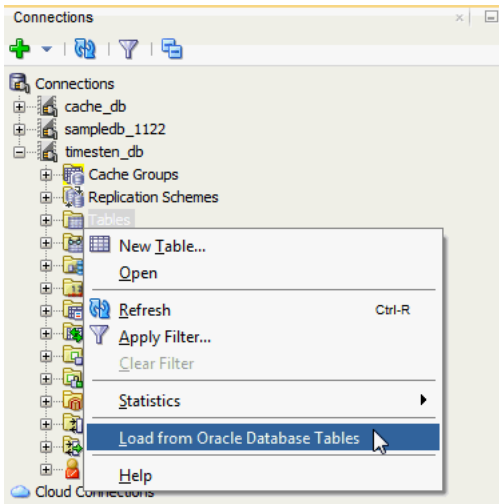 Connections
Connections
cache_db
sampledb_1122
timesten_db
Cache Groups
Replication Schemes
Tables
New Table...
Open
Refresh Ctrl-R
Apply Filter...
Clear Filter
Statistics
Load from Oracle Database Tables
Help
Cloud Connections